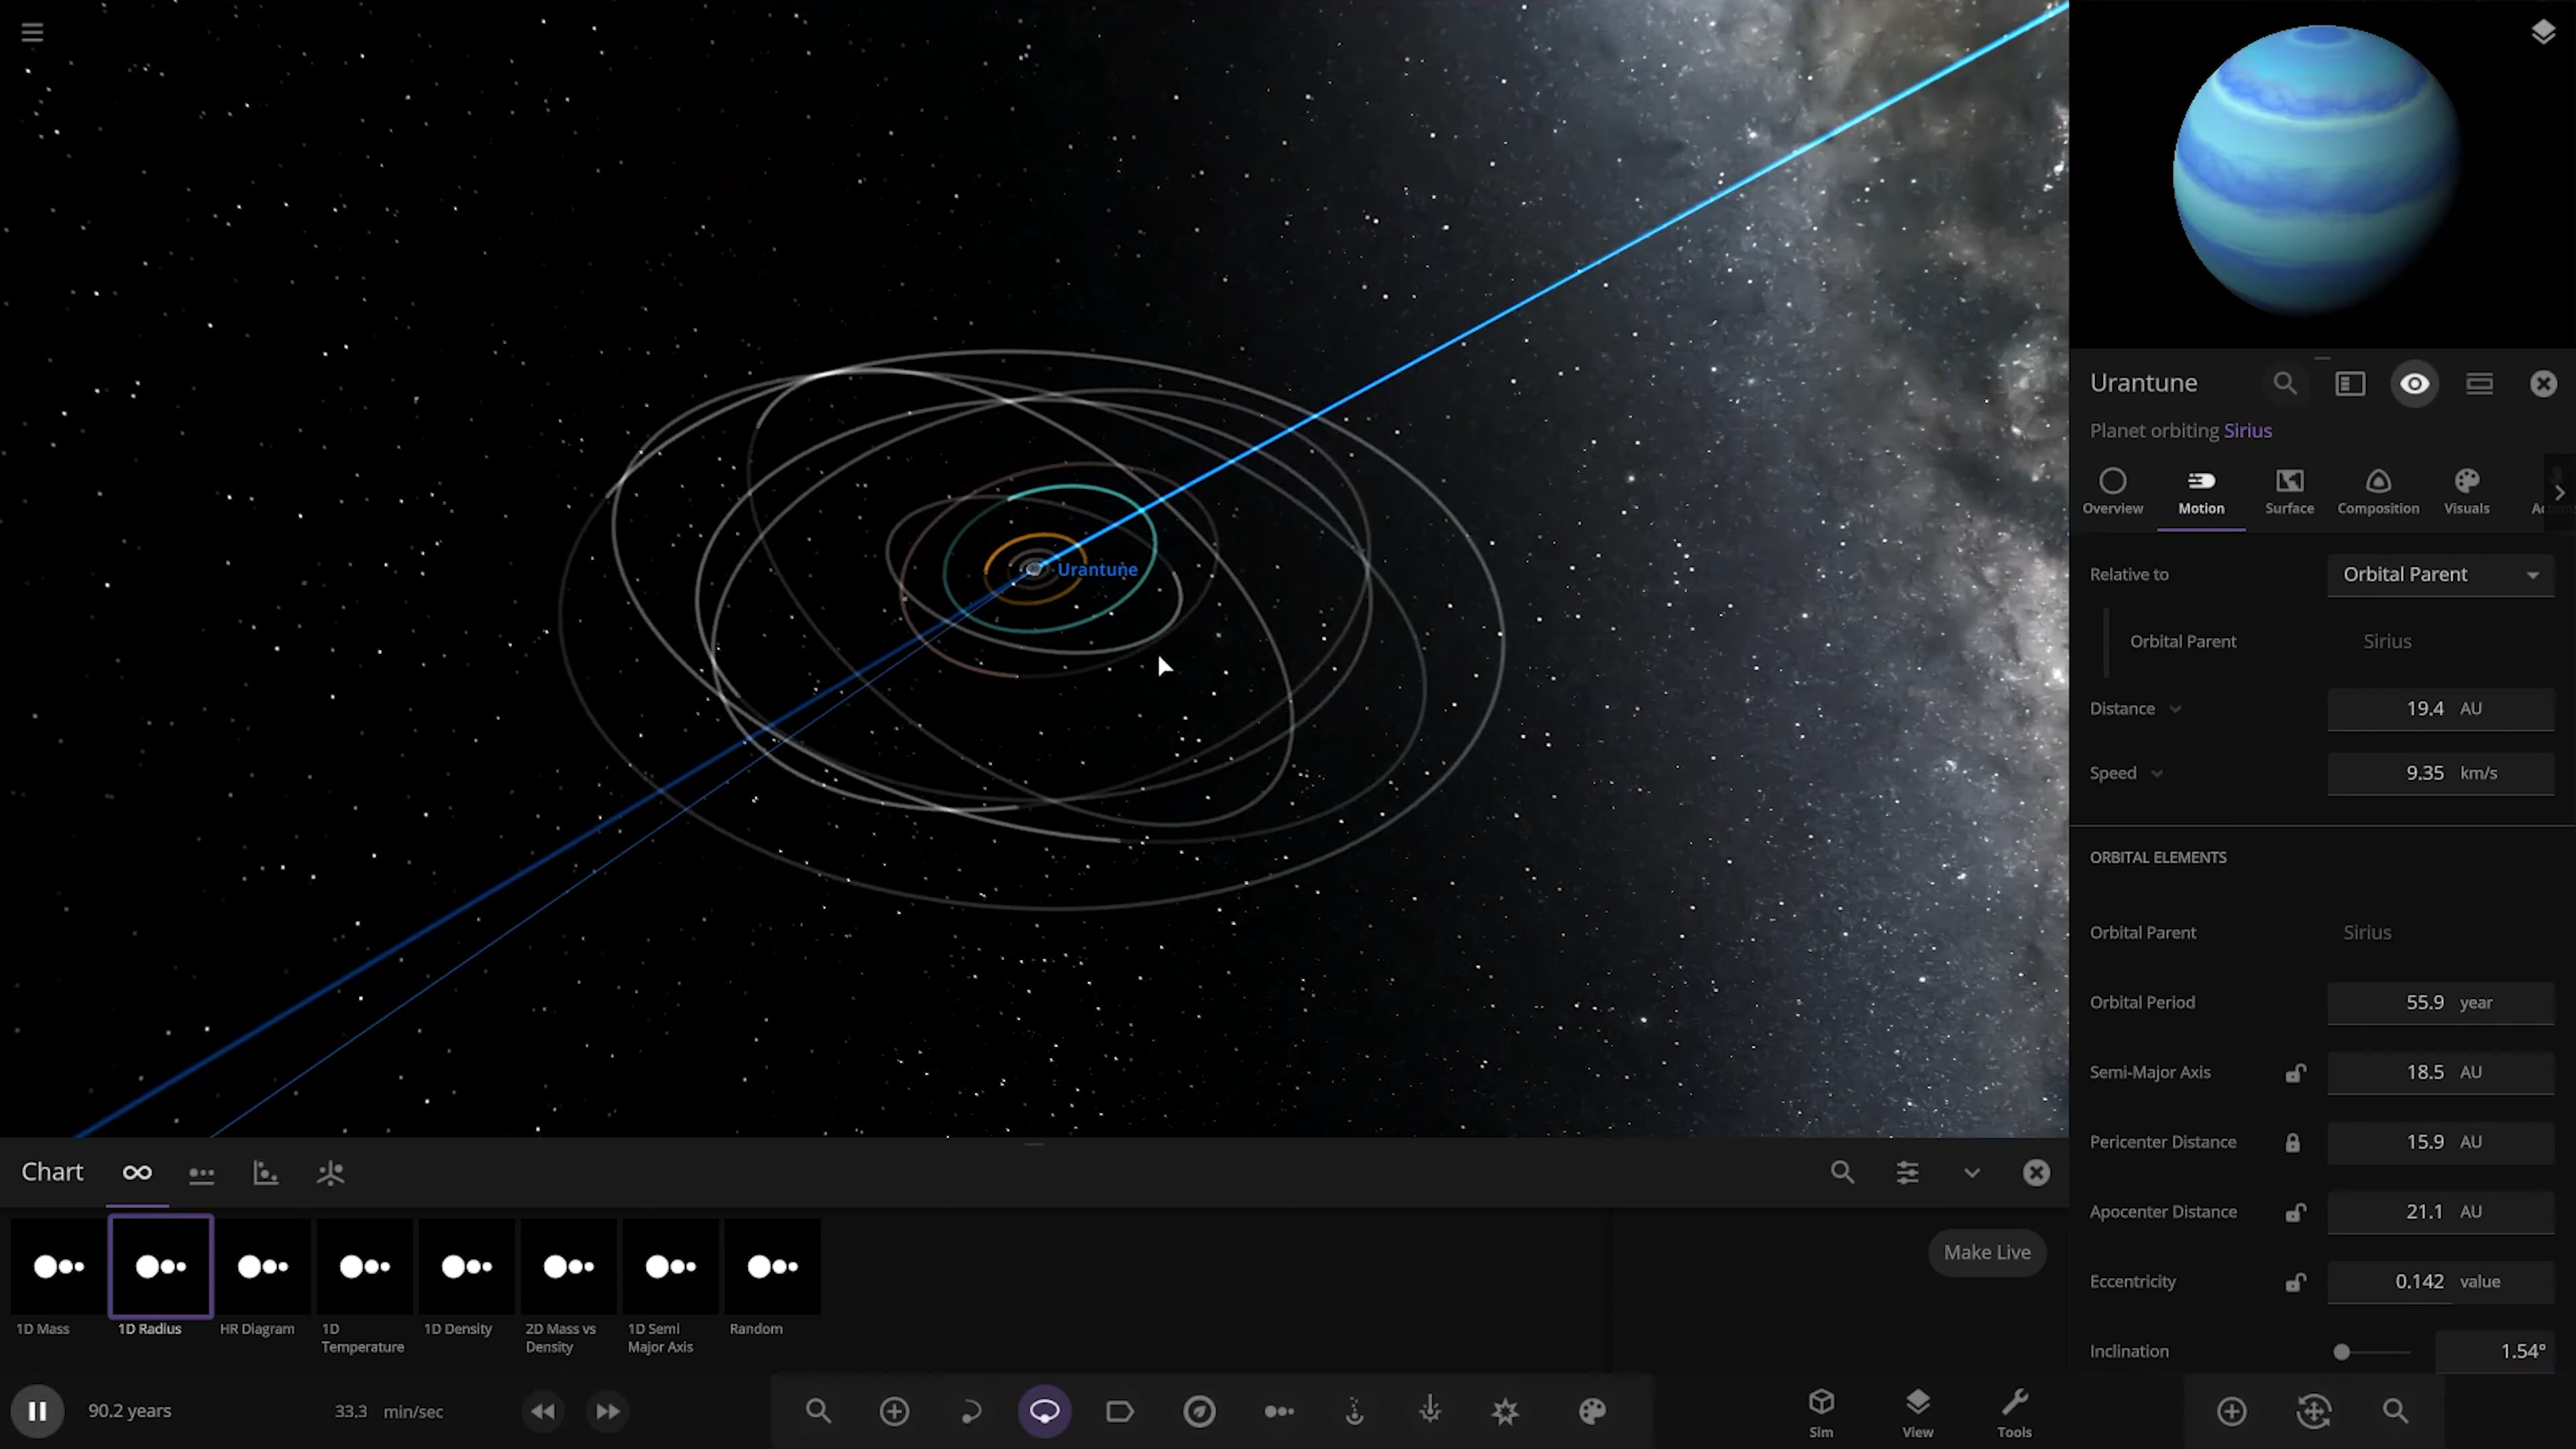 Urantune
Urantune
Planet orbiting Sirius
Overview
Motion
Surface
Composition
Visuals
Relative to
Orbital Parent
Orbital Parent
Sirius
Distance
19.4 AU
Speed
9.35 km/s
ORBITAL ELEMENTS
Orbital Parent
Sirius
Orbital Period
55.9 year
Semi-Major Axis
18.5 AU
Pericenter Distance
15.9 AU
Apocenter Distance
21.1 AU
Eccentricity
0.142 value
Inclination
1.54°
Chart
Make Live
1D Mass
1D Radius
HR Diagram
1D
Temperature
1D Density
2D Mass vs
Density
1D Semi
Major Axis
Random
90.2 years
33.3 min/sec
Sim
View
Tools